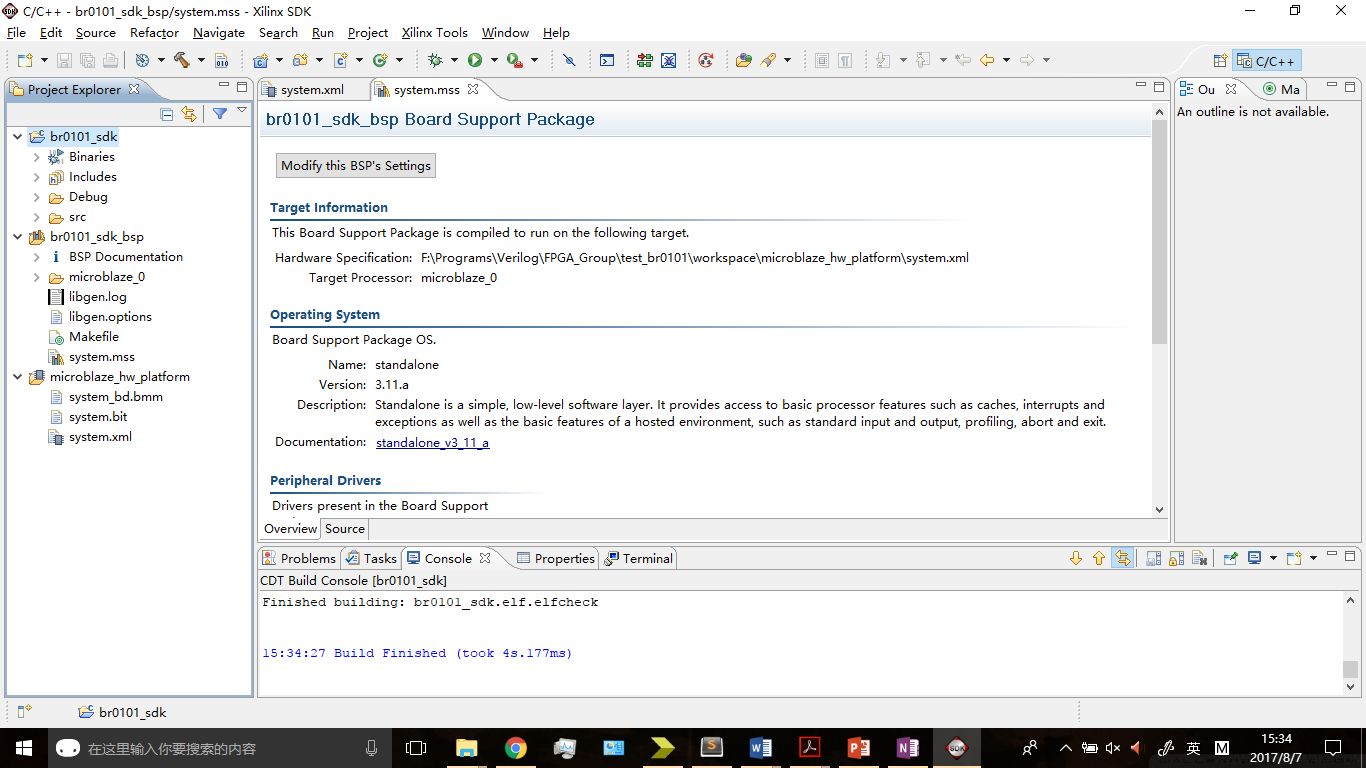 C/C++ - br0101_sdk_bsp/system.mss - Xilinx SDK
File Edit Source Refactor Navigate Search Run Project Xilinx Tools Window Help
C/C++
Project Explorer
br0101_sdk
Binaries
Includes
Debug
src
br0101_sdk_bsp
BSP Documentation
microblaze_0
libgen.log
libgen.options
Makefile
system.mss
microblaze_hw_platform
system_bd.bmm
system.bit
system.xml
system.xml system.mss
br0101_sdk_bsp Board Support Package
Modify this BSP's Settings
Target Information
This Board Support Package is compiled to run on the following target.
Hardware Specification: F:\Programs\Verilog\FPGA_Group\test_br0101\workspace\microblaze_hw_platform\system.xml
Target Processor: microblaze_0
Operating System
Board Support Package OS.
Name: standalone
Version: 3.11.a
Description: Standalone is a simple, low-level software layer. It provides access to basic processor features such as caches, interrupts and
exceptions as well as the basic features of a hosted environment, such as standard input and output, profiling, abort and exit.
Documentation: standalone_v3_11_a
Peripheral Drivers
Drivers present in the Board Support
Overview Source
Ou Ma
An outline is not available.
Problems Tasks Console Properties Terminal
CDT Build Console [br0101_sdk]
Finished building: br0101_sdk.elf.elfcheck
15:34:27 Build Finished (took 4s.177ms)
br0101_sdk
在这里输入你要搜索的内容
英 M
15:34
2017/8/7